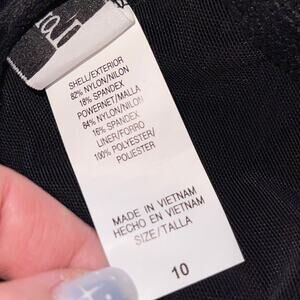 SHELL/EXTERIOR
82% NYLON/NILON
18% SPANDEX
POWERNET/MALLA
84% NYLON/NILON
16% SPANDEX
LINER/FORRO
100% POLYESTER/
POLIESTER
MADE IN VIETNAM
HECHO EN VIETNAM
SIZE/TALLA
10